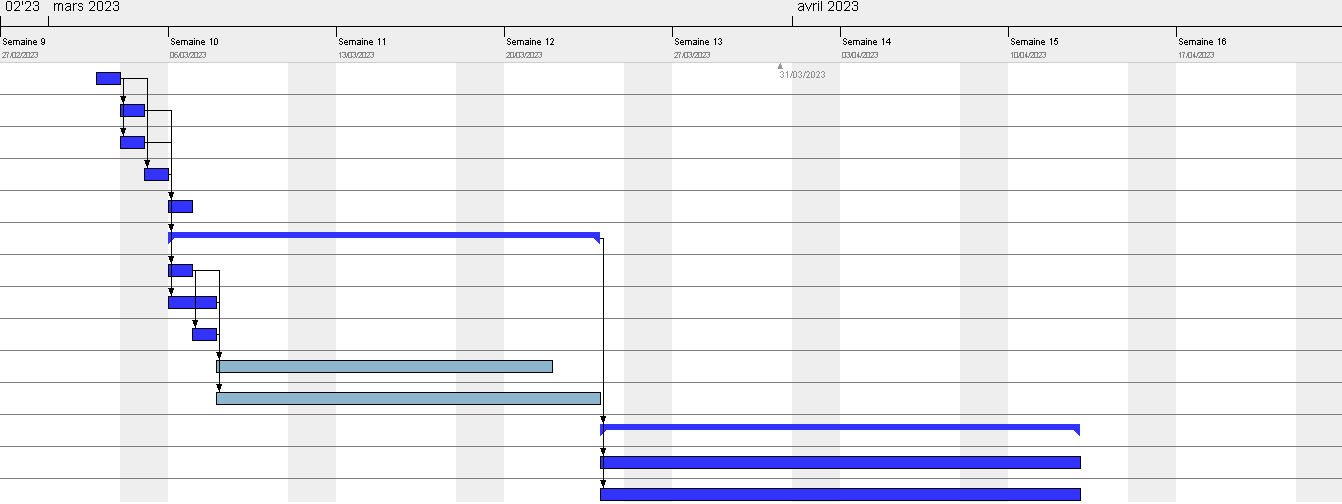 02'23 mars 2023 avril 2023
Semaine 9 Semaine 10 Semaine 11 Semaine 12 Semaine 13 Semaine 14 Semaine 15 Semaine 16
27/02/2023 06/03/2023 13/03/2023 20/03/2023 27/03/2023 03/04/2023 10/04/2023 17/04/2023
31/03/2023